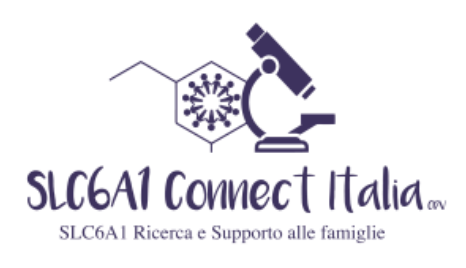 SLC6A1 Connect Italia ODV
SLC6A1 Ricerca e Supporto alle famiglie